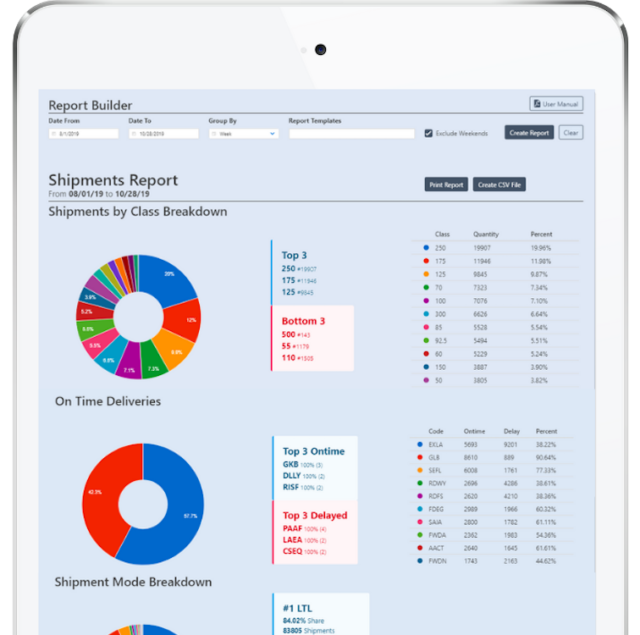 Report Builder
User Manual
Date From Date To Group By Report Templates
8/1/2019 10/28/2019 Week Exclude Weekends Create Report Clear
Shipments Report
From 08/01/19 to 10/28/19
Print Report Create CSV File
Shipments by Class Breakdown
Class Quantity Percent
250 19907 19.96%
175 11946 11.98%
125 9845 9.87%
70 7323 7.34%
100 7076 7.10%
300 6626 6.64%
85 5528 5.54%
92.5 5494 5.51%
60 5229 5.24%
150 3887 3.90%
50 3805 3.82%
20%
12%
9.9%
7.3%
7.1%
6.6%
5.5%
5.5%
5.2%
3.9%
Top 3
250 #19907
175 #11946
125 #9845
Bottom 3
500 #143
55 #1179
110 #1505
On Time Deliveries
42.3%
57.7%
Top 3 Ontime
GKB 100% (3)
DLLY 100% (2)
RISF 100% (2)
Top 3 Delayed
PAAF 100% (4)
LAEA 100% (2)
CSEQ 100% (2)
Code Ontime Delay Percent
EXLA 5693 9201 38.22%
GLB 8610 889 90.64%
SEFL 6008 1761 77.33%
RDWY 2696 4286 38.61%
RDFS 2620 4210 38.36%
FDEG 2989 1966 60.32%
SAIA 2800 1782 61.11%
FWDA 2362 1983 54.36%
AACT 2640 1645 61.61%
FWDN 1743 2163 44.62%
Shipment Mode Breakdown
#1 LTL
84.02% Share
83805 Shipments